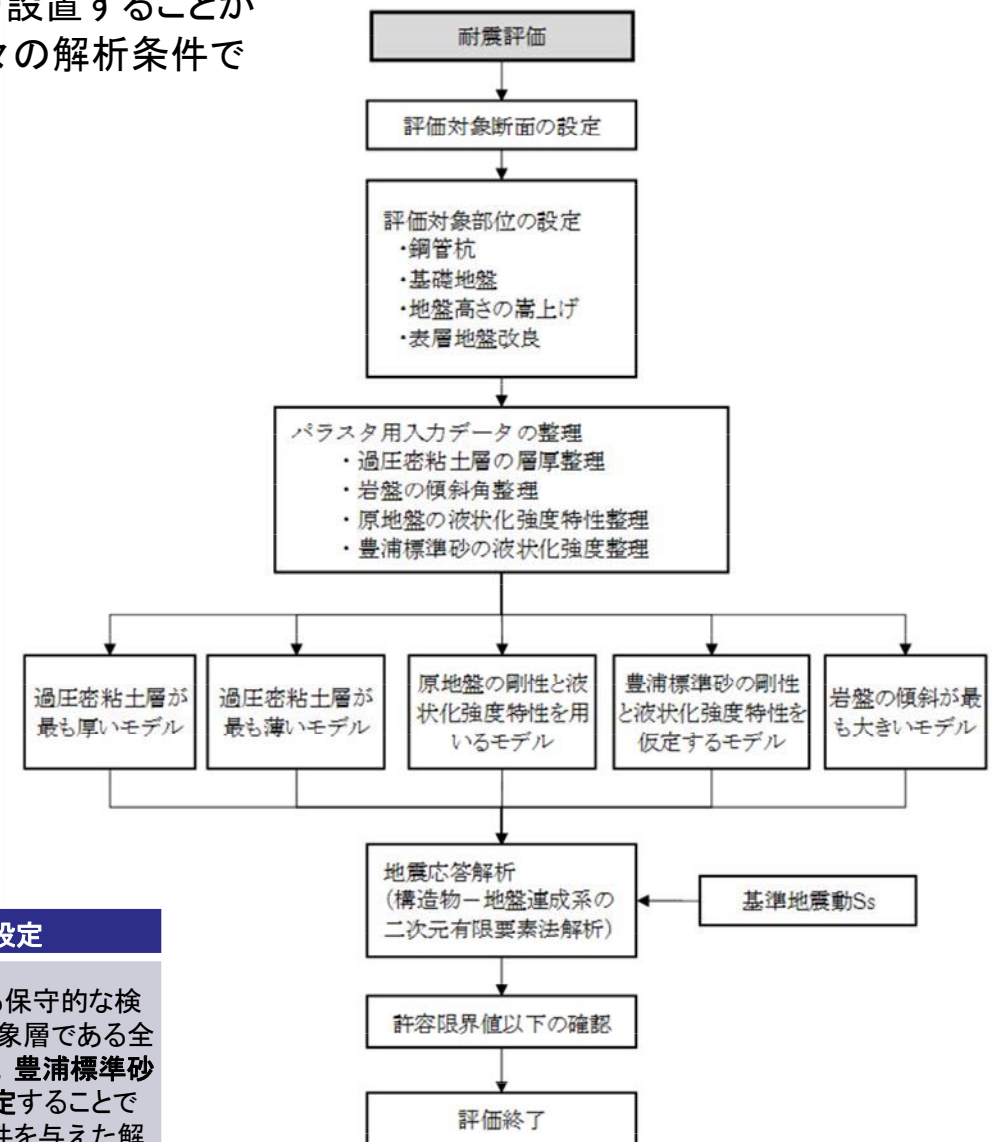 設置することが
々の解析条件で
耐震評価
評価対象断面の設定
評価対象部位の設定
・鋼管杭
・基礎地盤
・地盤高さの嵩上げ
・表層地盤改良
パラスタ用入力データの整理
・過圧密粘土層の層厚整理
・岩盤の傾斜角整理
・原地盤の液状化強度特性整理
・豊浦標準砂の液状化強度整理
過圧密粘土層が
最も厚いモデル
過圧密粘土層が
最も薄いモデル
原地盤の剛性と液
状化強度特性を用
いるモデル
豊浦標準砂の剛性
と液状化強度特性を
仮定するモデル
岩盤の傾斜が最
も大きいモデル
地震応答解析
(構造物－地盤連成系の
二次元有限要素法解析)
基準地震動Ss
許容限界値以下の確認
評価終了
設定
る保守的な検
象層である全
豊浦標準砂
定することで
件を与えた解